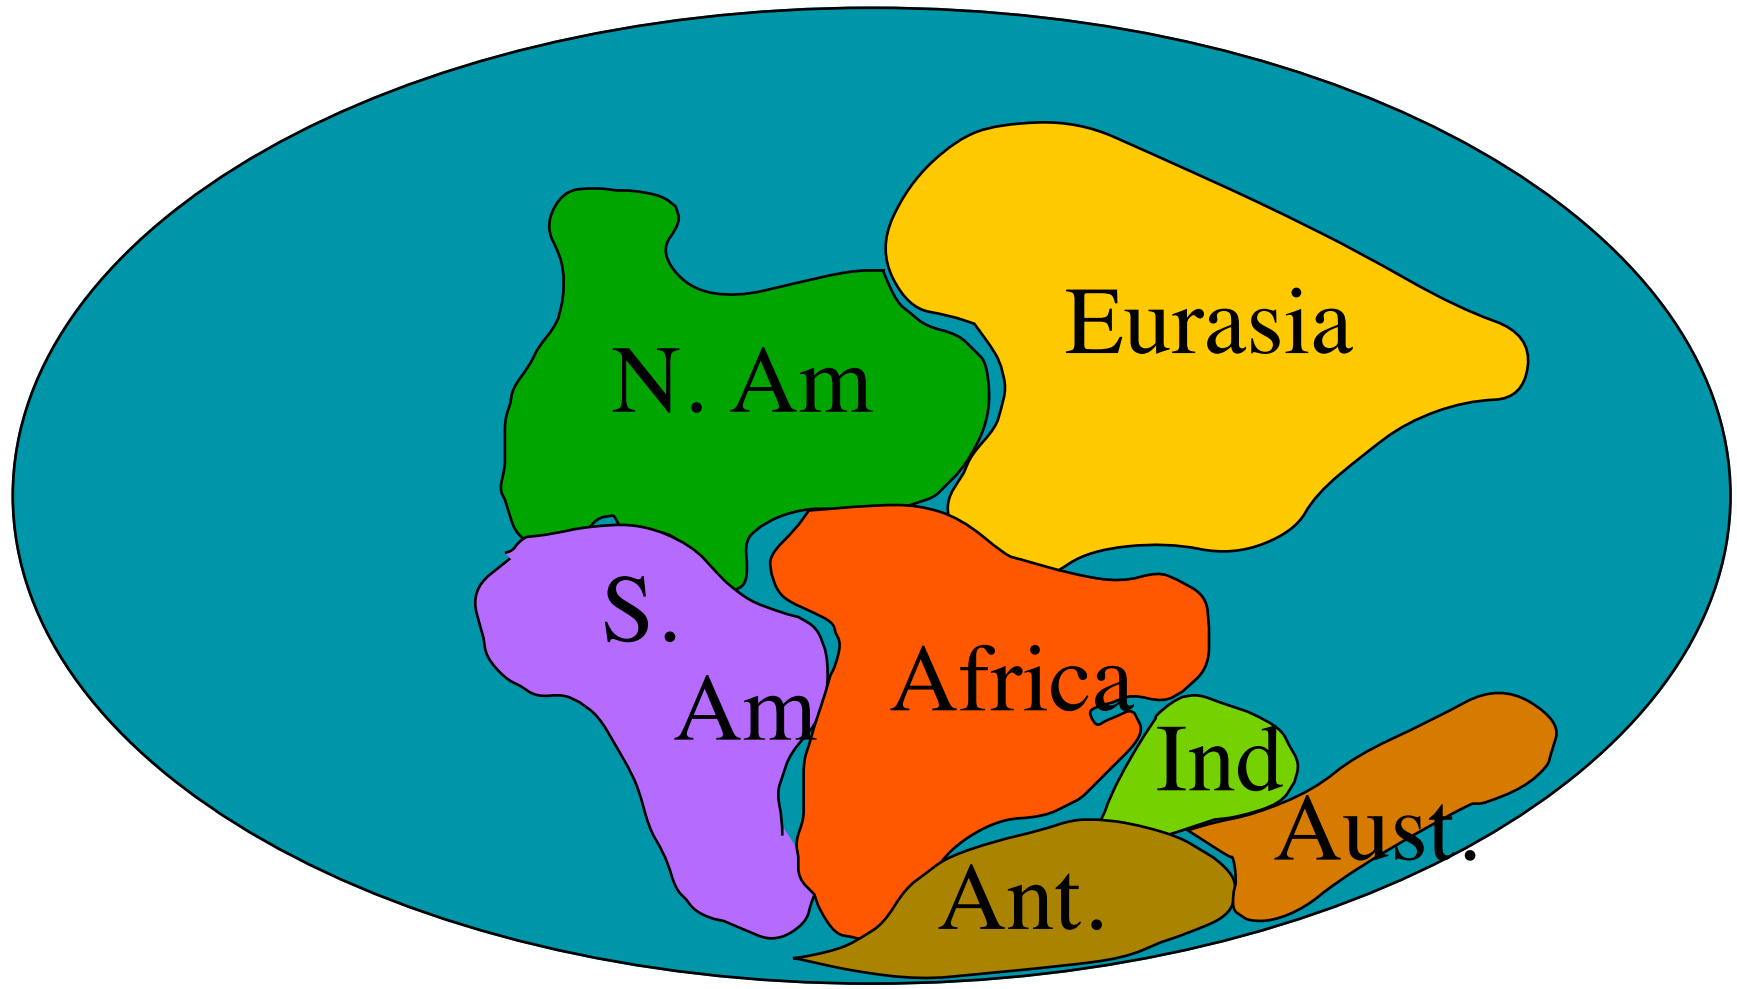 Eurasia
N. Am
S.
Am
Africa
Ind
Aust.
Ant.